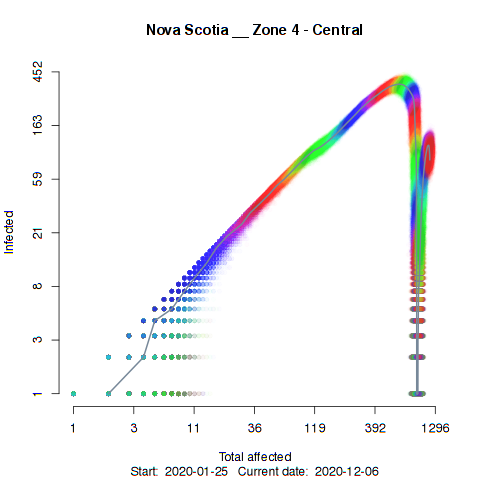 Nova Scotia __ Zone 4 - Central
452
163
59
21
8
3
1
Infected
1 3 11 36 119 392 1296
Total affected
Start: 2020-01-25 Current date: 2020-12-06